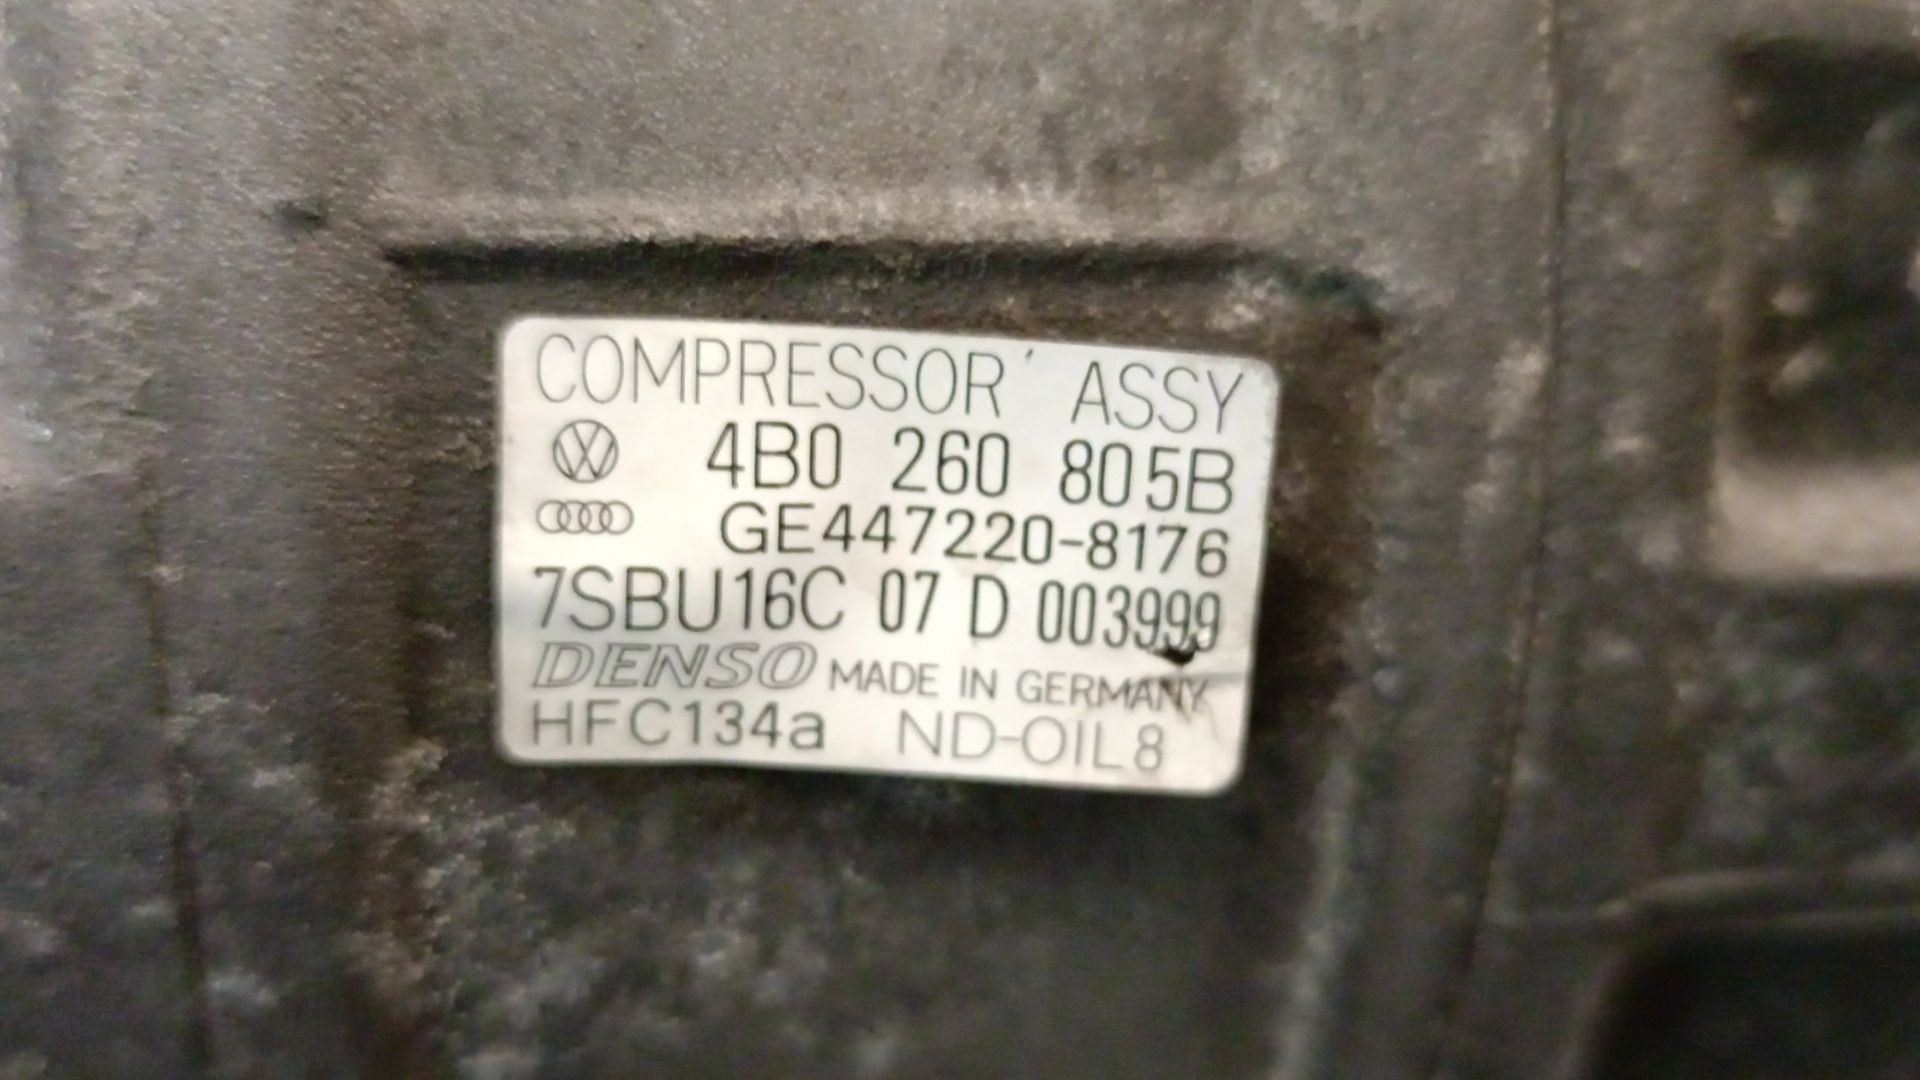 COMPRESSOR ASSY
4B0 260 805B
GE447220-8176
7SBU16C 07 D 003999
DENSO MADE IN GERMANY
HFC134a ND-OIL8